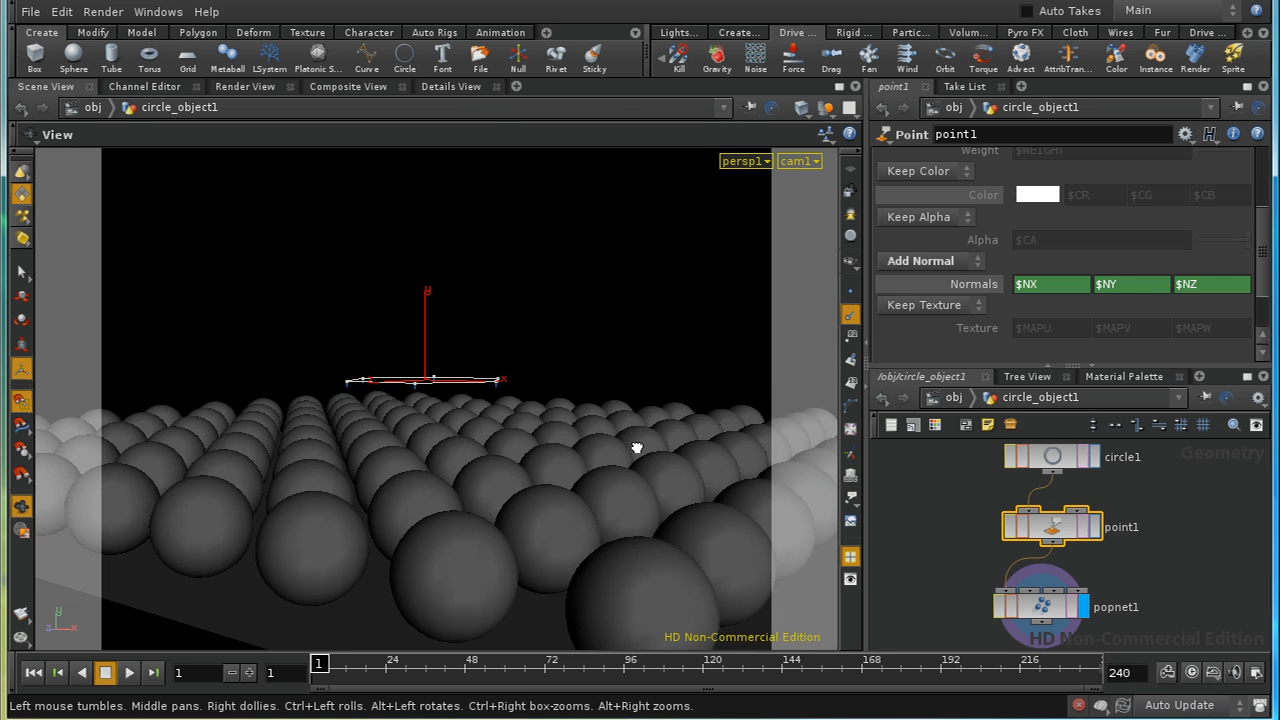 File Edit Render Windows Help Auto Takes Main
Create Modify Model Polygon Deform Texture Character Auto Rigs Animation Lights... Create... Drive ... Rigid ... Partic... Volum... Pyro FX Cloth Wires Fur Drive ...
Box Sphere Tube Torus Grid Metaball LSystem Platonic S... Curve Circle Font File Null Rivet Sticky Kill Gravity Noise Force Drag Fan Wind Orbit Torque Advect AttribTran... Color Instance Render Sprite
Scene View Channel Editor Render View Composite View Details View point1 Take List
obj circle_object1 obj circle_object1
View Point point1
persp1 cam1
Weight $WEIGHT
Keep Color
Color $CR $CG $CB
Keep Alpha
Alpha $CA
Add Normal
Normals $NX $NY $NZ
Keep Texture
Texture $MAPU $MAPV $MAPW
y
x
/obj/circle_object1 Tree View Material Palette
obj circle_object1
circle1 Geometry
point1
popnet1
y
z x
HD Non-Commercial Edition HD Non-Commercial Edition
1 1 1 24 48 72 96 120 144 168 192 216 240
Left mouse tumbles. Middle pans. Right dollies. Ctrl+Left rolls. Alt+Left rotates. Ctrl+Right box-zooms. Alt+Right zooms. Auto Update